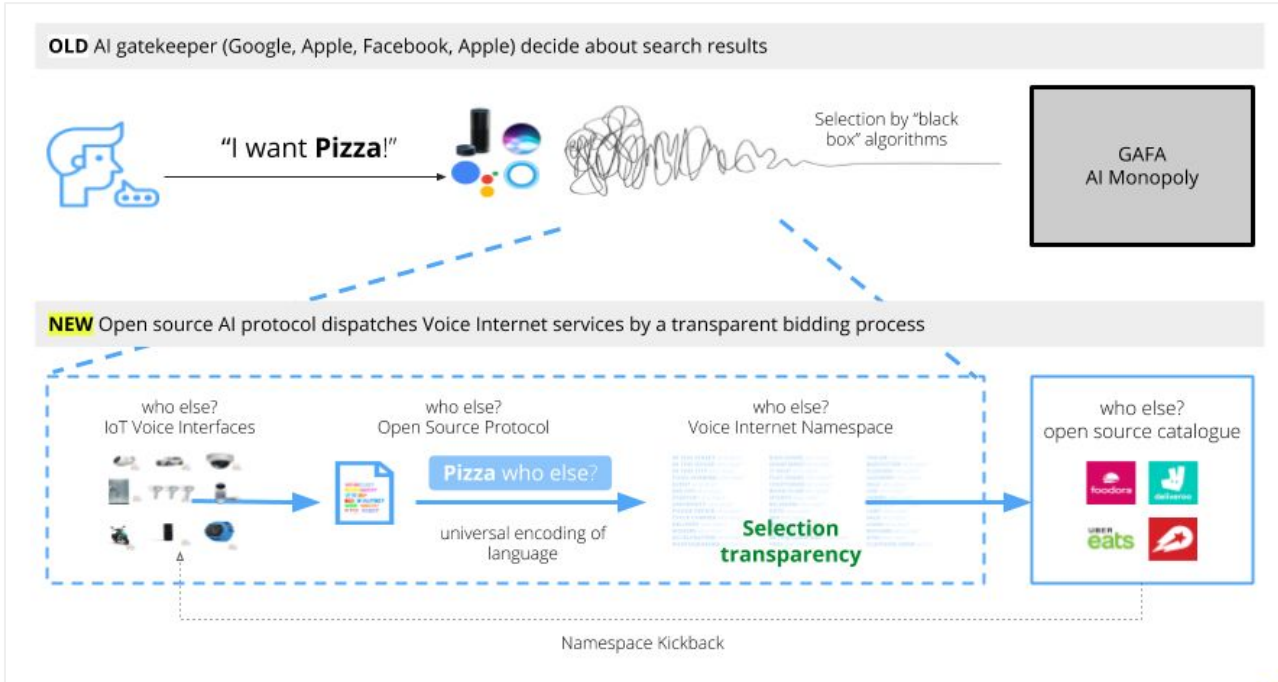 OLD AI gatekeeper (Google, Apple, Facebook, Apple) decide about search results
"I want Pizza!"
Selection by "black
box" algorithms
GAFA
AI Monopoly
NEW Open source AI protocol dispatches Voice Internet services by a transparent bidding process
who else?
IoT Voice Interfaces
who else?
Open Source Protocol
who else?
Voice Internet Namespace
who else?
open source catalogue
Pizza who else?
universal encoding of
language
Selection
transparency
foodora
deliveroo
UBER
eats
Namespace Kickback